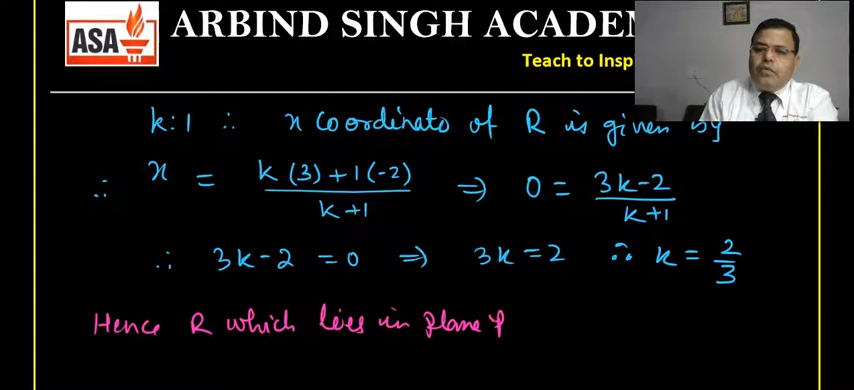 ASA
ARBIND SINGH ACADEM
Teach to Insp
k:1 ∴ x coordinate of R is given by
∴ x = k(3)+1(-2)/k+1 ⇒ 0 = 3k-2/k+1
∴ 3k-2=0 ⇒ 3k=2 ∴ k = 2/3
Hence R which lies in plane y